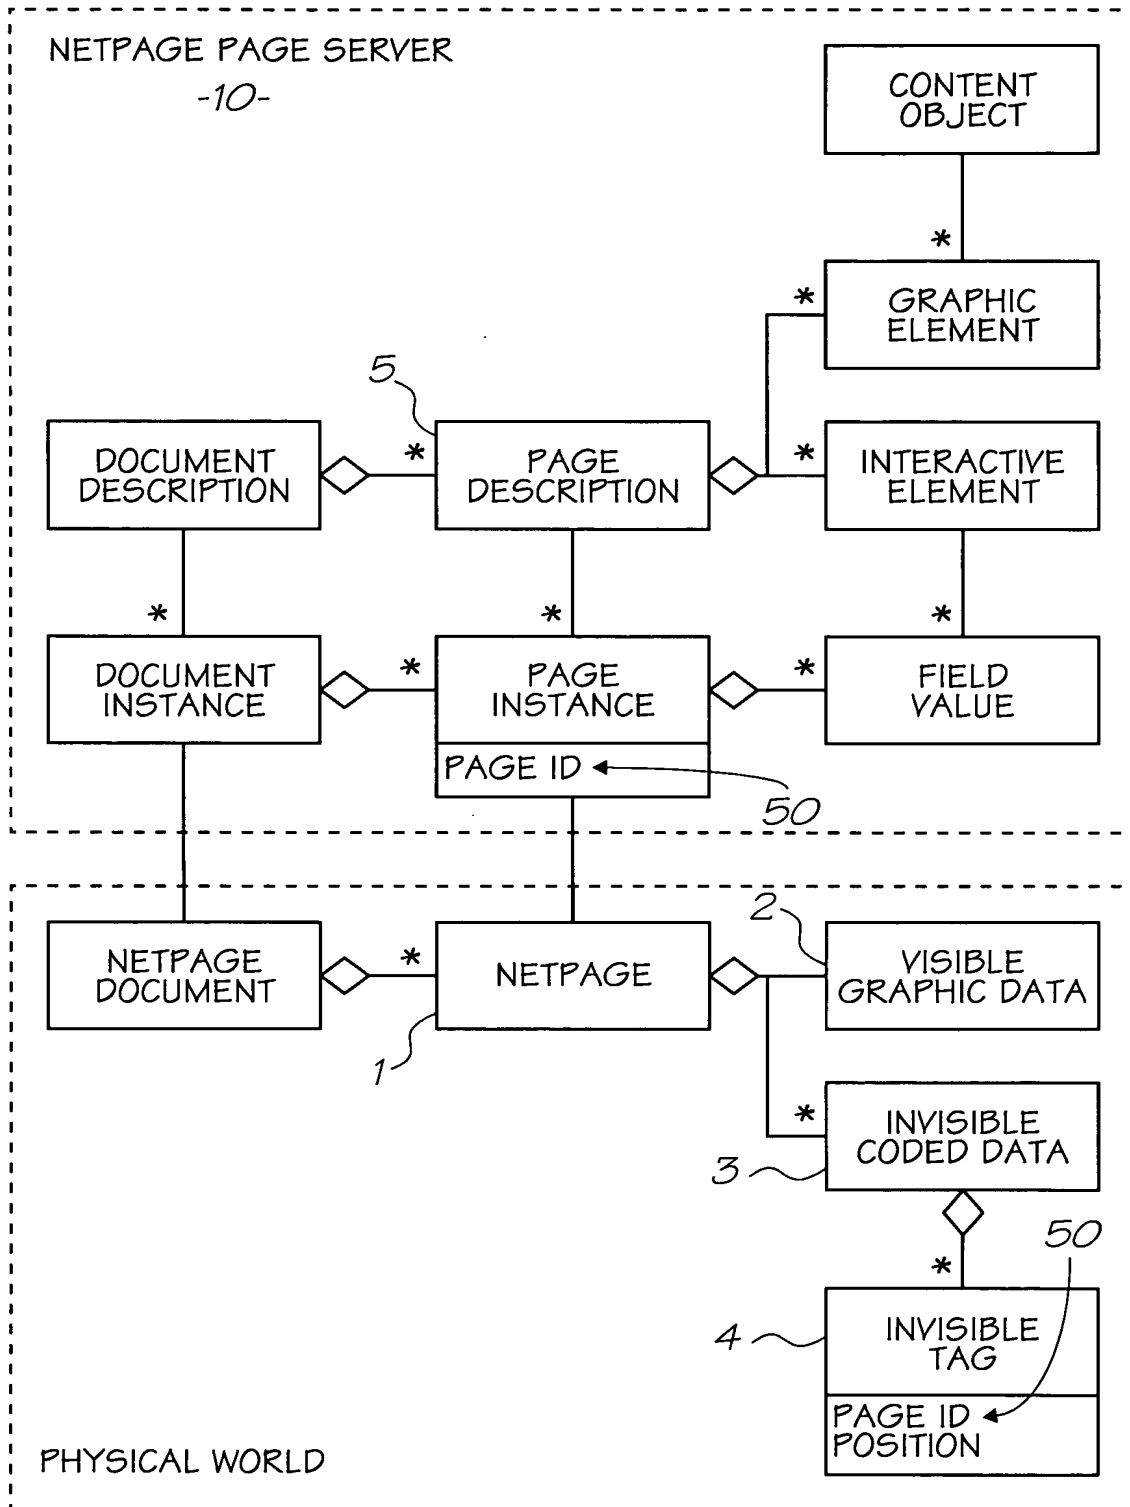 NETPAGE PAGE SERVER
-10-
CONTENT
OBJECT
*
*
GRAPHIC
ELEMENT
5
DOCUMENT
DESCRIPTION
*
PAGE
DESCRIPTION
*
INTERACTIVE
ELEMENT
*
*
*
DOCUMENT
INSTANCE
*
PAGE
INSTANCE
*
FIELD
VALUE
PAGE ID
50
2
NETPAGE
DOCUMENT
*
NETPAGE
VISIBLE
GRAPHIC DATA
1
*
INVISIBLE
CODED DATA
3
50
*
4
INVISIBLE
TAG
PAGE ID
POSITION
PHYSICAL WORLD